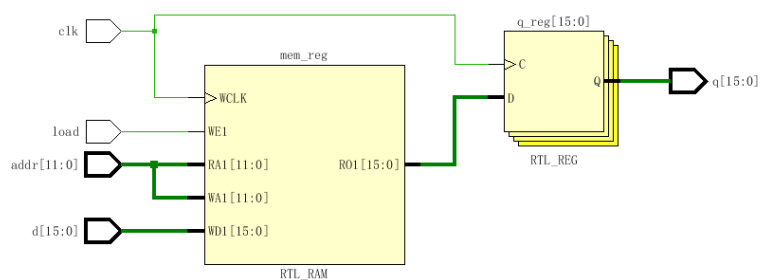 clk
q_reg[15:0]
mem_reg
C
D
Q
q[15:0]
WCLK
load
WE1
addr[11:0]
RA1[11:0]
RO1[15:0]
RTL_REG
WA1[11:0]
d[15:0]
WD1[15:0]
RTL_RAM